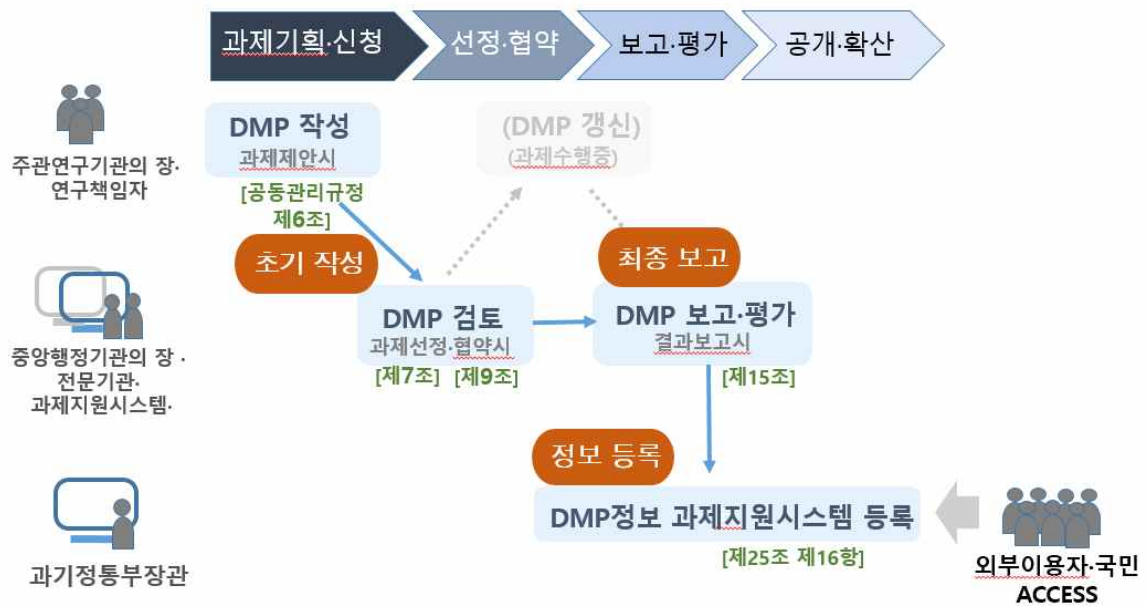 과제기획·신청
선정·협약
보고·평가
공개·확산
주관연구기관의 장·
연구책임자
DMP 작성
과제제안시
[공동관리규정
제6조]
(DMP 갱신)
(과제수행중)
초기 작성
최종 보고
중앙행정기관의 장 ·
전문기관·
과제지원시스템·
DMP 검토
과제선정·협약시
[제7조] [제9조]
DMP 보고·평가
결과보고시
[제15조]
정보 등록
과기정통부장관
DMP정보 과제지원시스템 등록
[제25조 제16항]
외부이용자·국민
ACCESS